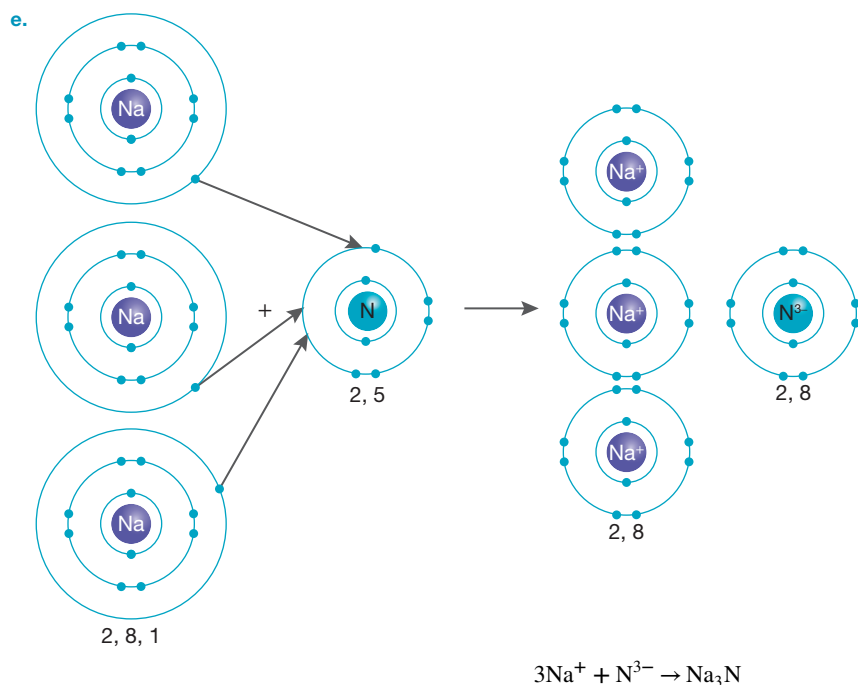 e.
Na
Na⁺
Na
+
N
Na⁺
N³⁻
2, 5
2, 8
Na⁺
Na
2, 8
2, 8, 1
3Na⁺ + N³⁻ → Na₃N